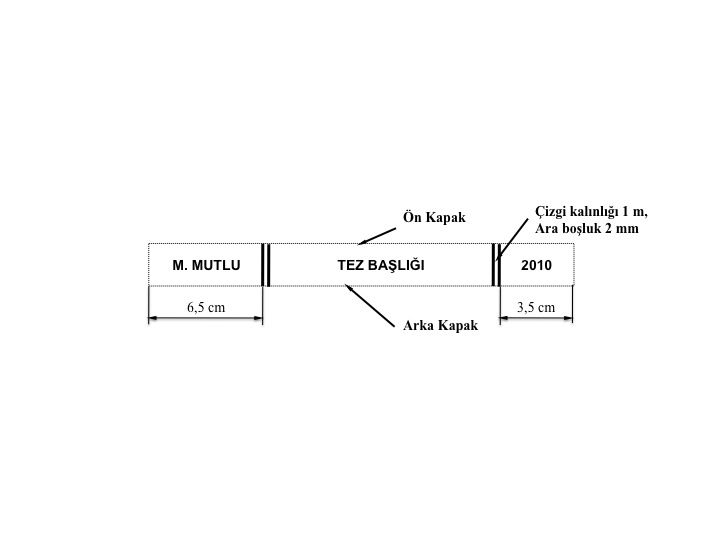 Çizgi kalınlığı 1 m,
Ara boşluk 2 mm
Ön Kapak
M. MUTLU
TEZ BAŞLIĞI
2010
6,5 cm
3,5 cm
Arka Kapak